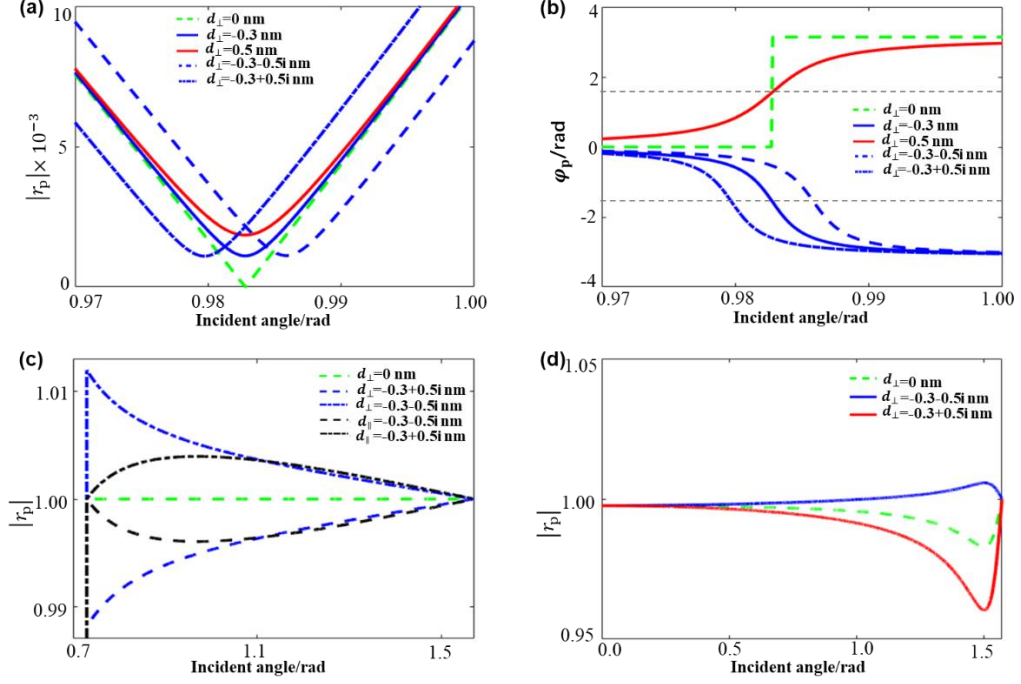 (a)
10
5
0
|rp|× 10⁻³
d⊥=0 nm
d⊥=-0.3 nm
d⊥=0.5 nm
d⊥=-0.3-0.5i nm
d⊥=-0.3+0.5i nm
0.97 0.98 0.99 1.00
Incident angle/rad
(b)
4
2
0
-2
-4
φp/rad
d⊥=0 nm
d⊥=-0.3 nm
d⊥=0.5 nm
d⊥=-0.3-0.5i nm
d⊥=-0.3+0.5i nm
0.97 0.98 0.99 1.00
Incident angle/rad
(c)
1.01
1.00
0.99
|rp|
d⊥=0 nm
d⊥=-0.3+0.5i nm
d⊥=-0.3-0.5i nm
d∥=-0.3-0.5i nm
d∥=-0.3+0.5i nm
0.7 1.1 1.5
Incident angle/rad
(d)
1.05
1.00
0.95
|rp|
d⊥=0 nm
d⊥=-0.3-0.5i nm
d⊥=-0.3+0.5i nm
0.0 0.5 1.0 1.5
Incident angle/rad